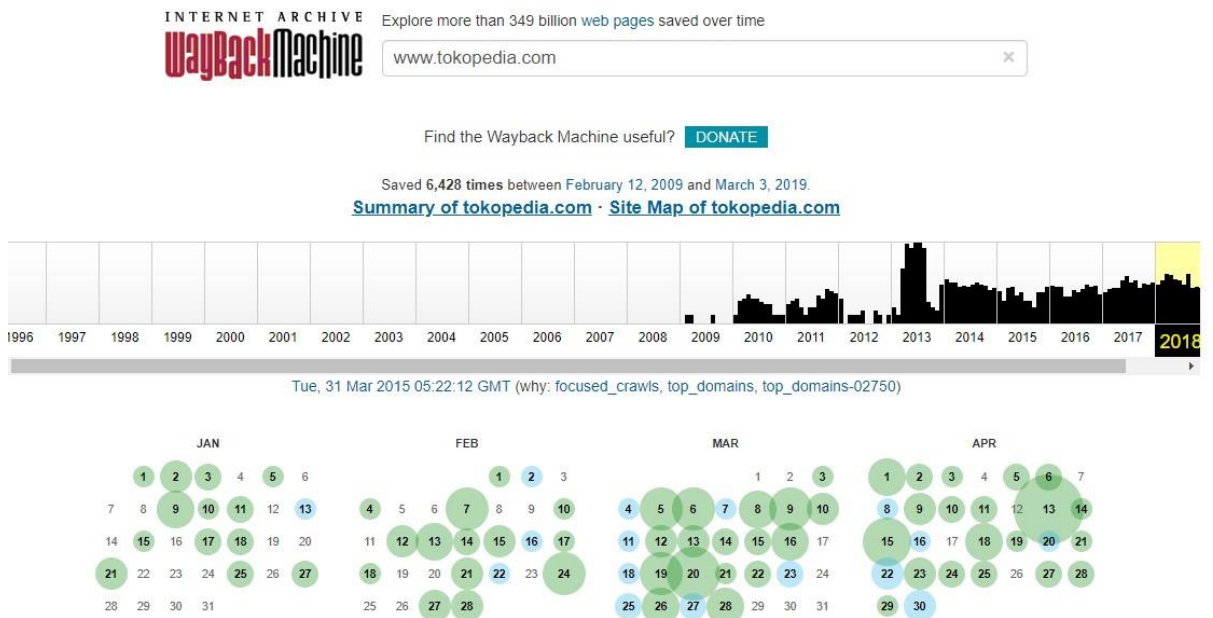 INTERNET ARCHIVE
WayBackMachine
Explore more than 349 billion web pages saved over time
www.tokopedia.com ×
Find the Wayback Machine useful? DONATE
Saved 6,428 times between February 12, 2009 and March 3, 2019.
Summary of tokopedia.com · Site Map of tokopedia.com
1996 1997 1998 1999 2000 2001 2002 2003 2004 2005 2006 2007 2008 2009 2010 2011 2012 2013 2014 2015 2016 2017 2018
Tue, 31 Mar 2015 05:22:12 GMT (why: focused_crawls, top_domains, top_domains-02750)
JAN FEB MAR APR
1 2 3 4 5 6 1 2 3 1 2 3 1 2 3 4 5 6 7
7 8 9 10 11 12 13 4 5 6 7 8 9 10 4 5 6 7 8 9 10 8 9 10 11 12 13 14
14 15 16 17 18 19 20 11 12 13 14 15 16 17 11 12 13 14 15 16 17 15 16 17 18 19 20 21
21 22 23 24 25 26 27 18 19 20 21 22 23 24 18 19 20 21 22 23 24 22 23 24 25 26 27 28
28 29 30 31 25 26 27 28 25 26 27 28 29 30 31 29 30